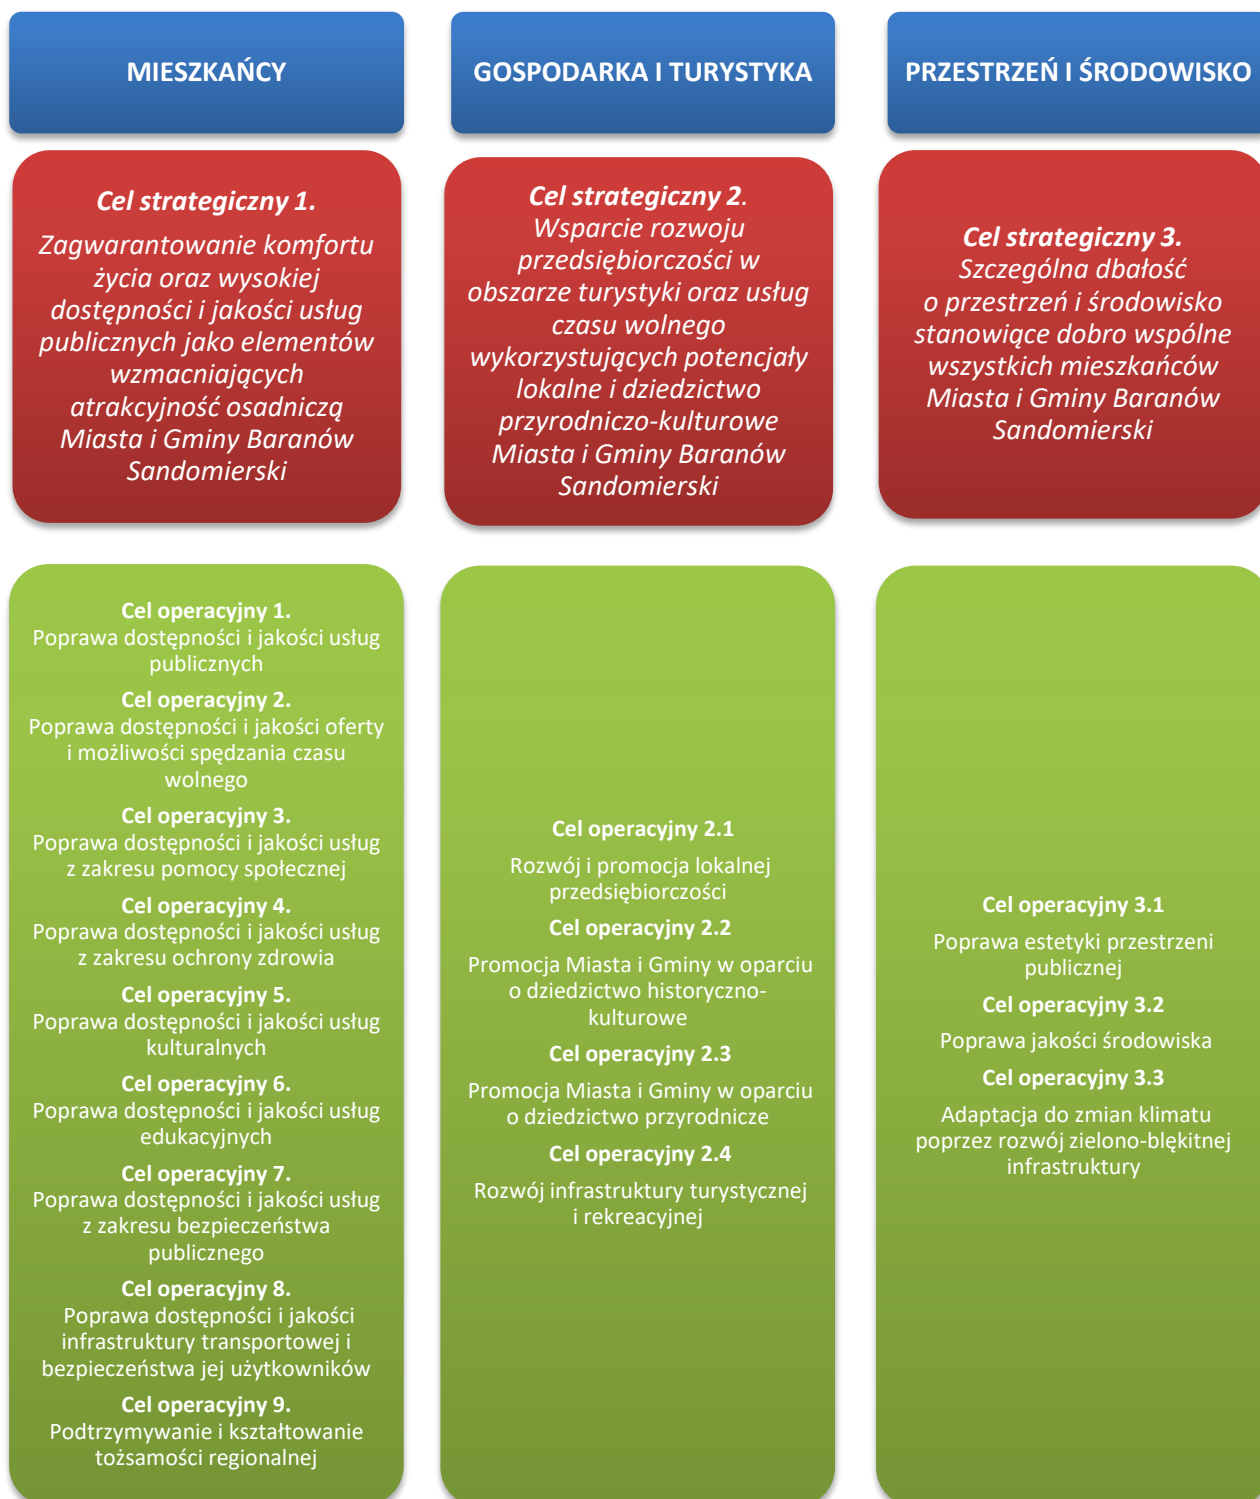 MIESZKAŃCY
Cel strategiczny 1.
Zagwarantowanie komfortu
życia oraz wysokiej
dostępności i jakości usług
publicznych jako elementów
wzmacniających
atrakcyjność osadniczą
Miasta i Gminy Baranów
Sandomierski
Cel operacyjny 1.
Poprawa dostępności i jakości usług
publicznych
Cel operacyjny 2.
Poprawa dostępności i jakości oferty
i możliwości spędzania czasu
wolnego
Cel operacyjny 3.
Poprawa dostępności i jakości usług
z zakresu pomocy społecznej
Cel operacyjny 4.
Poprawa dostępności i jakości usług
z zakresu ochrony zdrowia
Cel operacyjny 5.
Poprawa dostępności i jakości usług
kulturalnych
Cel operacyjny 6.
Poprawa dostępności i jakości usług
edukacyjnych
Cel operacyjny 7.
Poprawa dostępności i jakości usług
z zakresu bezpieczeństwa
publicznego
Cel operacyjny 8.
Poprawa dostępności i jakości
infrastruktury transportowej i
bezpieczeństwa jej użytkowników
Cel operacyjny 9.
Podtrzymywanie i kształtowanie
tożsamości regionalnej
GOSPODARKA I TURYSTYKA
Cel strategiczny 2.
Wsparcie rozwoju
przedsiębiorczości w
obszarze turystyki oraz usług
czasu wolnego
wykorzystujących potencjały
lokalne i dziedzictwo
przyrodniczo-kulturowe
Miasta i Gminy Baranów
Sandomierski
Cel operacyjny 2.1
Rozwój i promocja lokalnej
przedsiębiorczości
Cel operacyjny 2.2
Promocja Miasta i Gminy w oparciu
o dziedzictwo historyczno-
kulturowe
Cel operacyjny 2.3
Promocja Miasta i Gminy w oparciu
o dziedzictwo przyrodnicze
Cel operacyjny 2.4
Rozwój infrastruktury turystycznej
i rekreacyjnej
PRZESTRZEŃ I ŚRODOWISKO
Cel strategiczny 3.
Szczególna dbałość
o przestrzeń i środowisko
stanowiące dobro wspólne
wszystkich mieszkańców
Miasta i Gminy Baranów
Sandomierski
Cel operacyjny 3.1
Poprawa estetyki przestrzeni
publicznej
Cel operacyjny 3.2
Poprawa jakości środowiska
Cel operacyjny 3.3
Adaptacja do zmian klimatu
poprzez rozwój zielono-błękitnej
infrastruktury